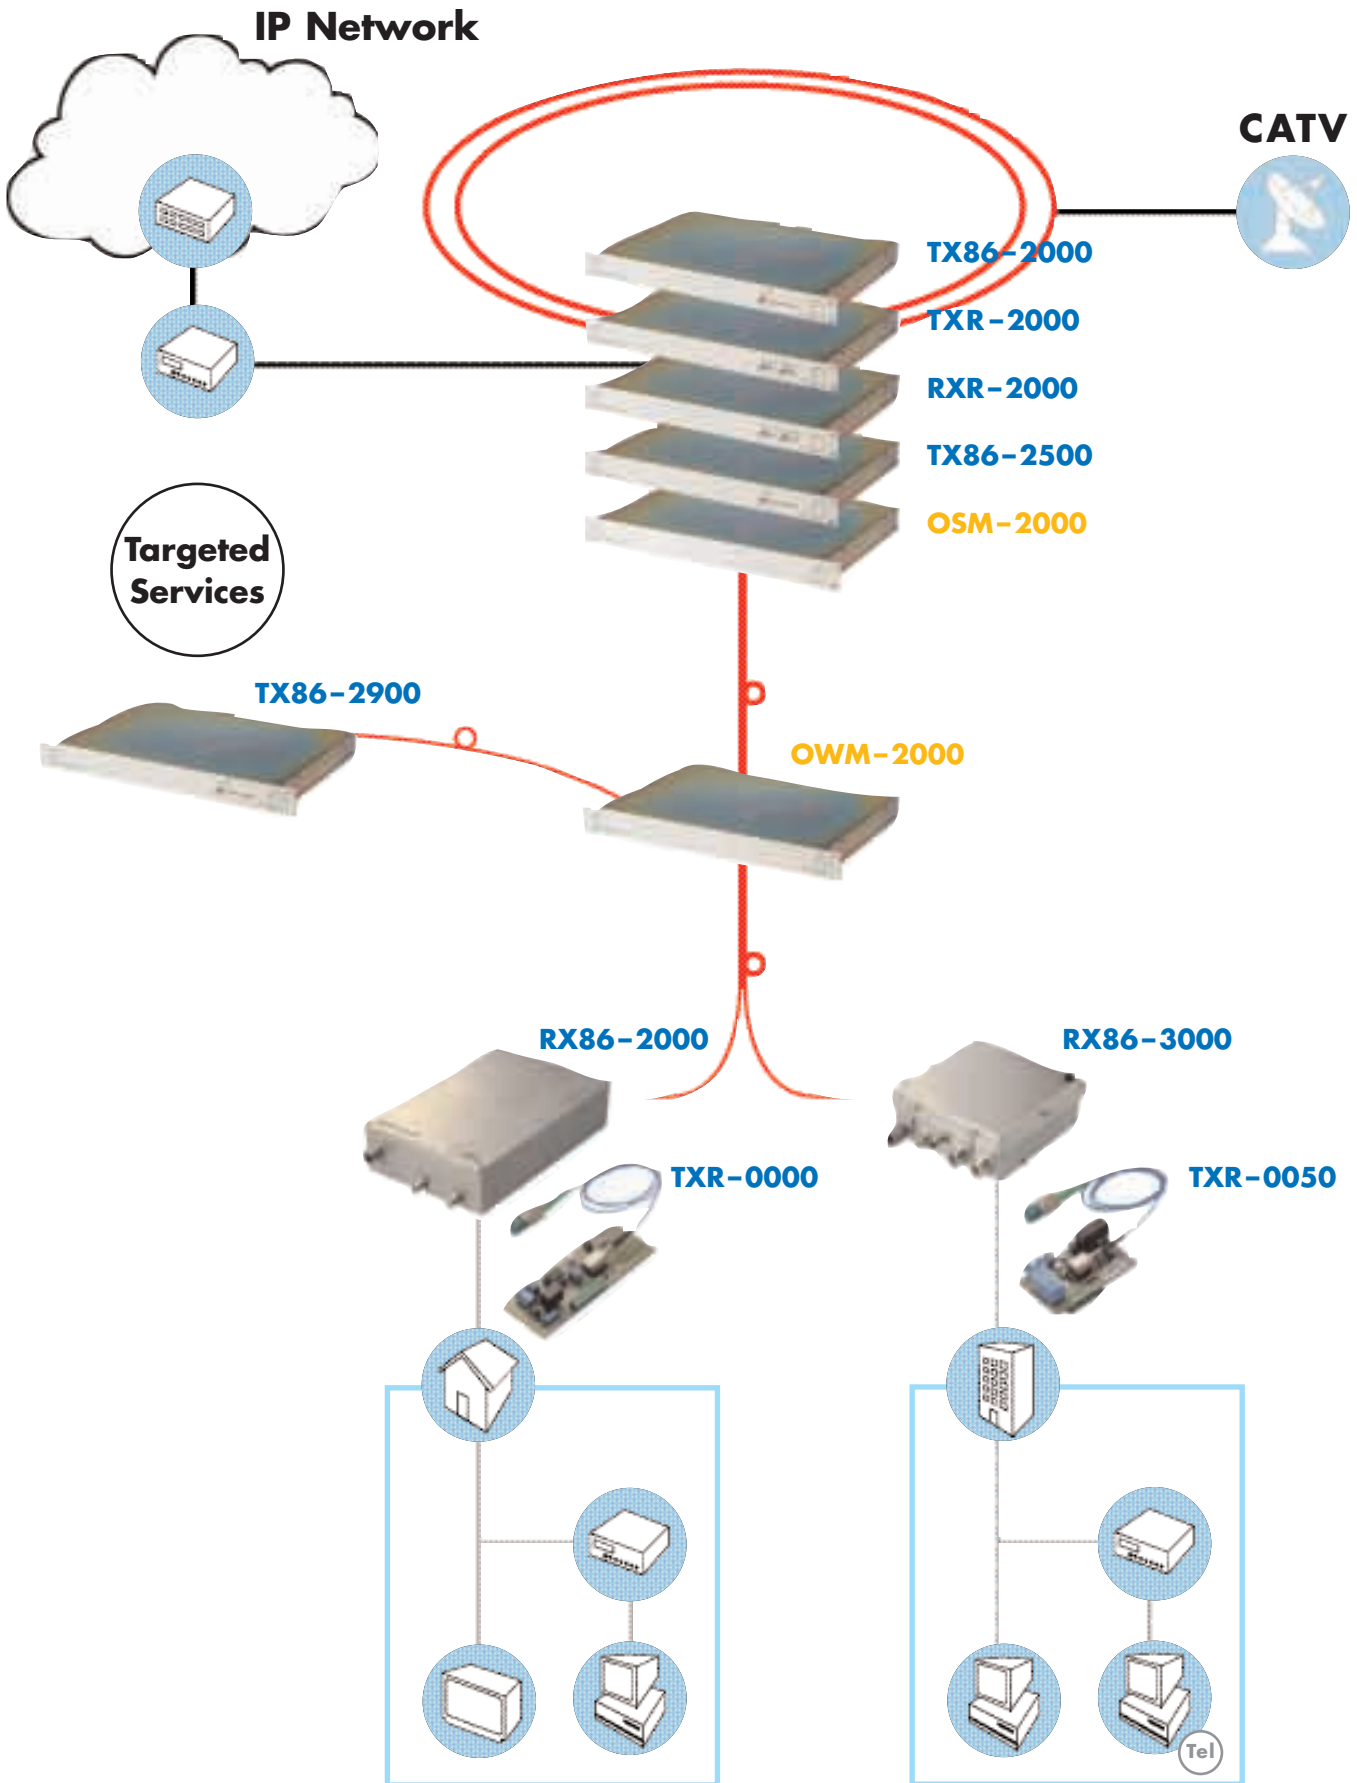 IP Network
CATV
TX86-2000
TXR-2000
RXR-2000
TX86-2500
OSM-2000
Targeted
Services
TX86-2900
OWM-2000
RX86-2000
RX86-3000
TXR-0000
TXR-0050
Tel